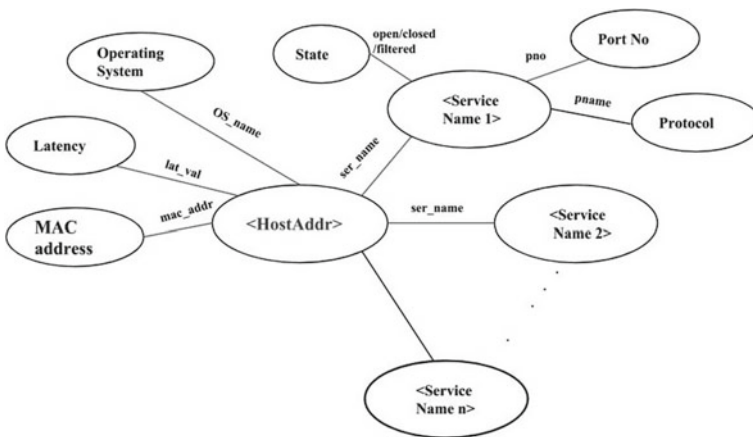 Operating
System
State
open/closed
/filtered
Port No
pno
<Service
Name 1>
pname
Protocol
OS_name
Latency
lat_val
ser_name
MAC
address
mac_addr
<HostAddr>
ser_name
<Service
Name 2>
<Service
Name n>